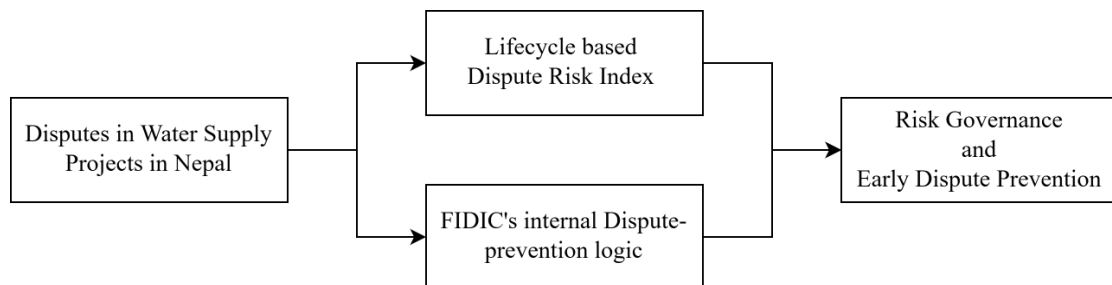 Lifecycle based
Dispute Risk Index
Disputes in Water Supply
Projects in Nepal
Risk Governance
and
Early Dispute Prevention
FIDIC's internal Dispute-
prevention logic